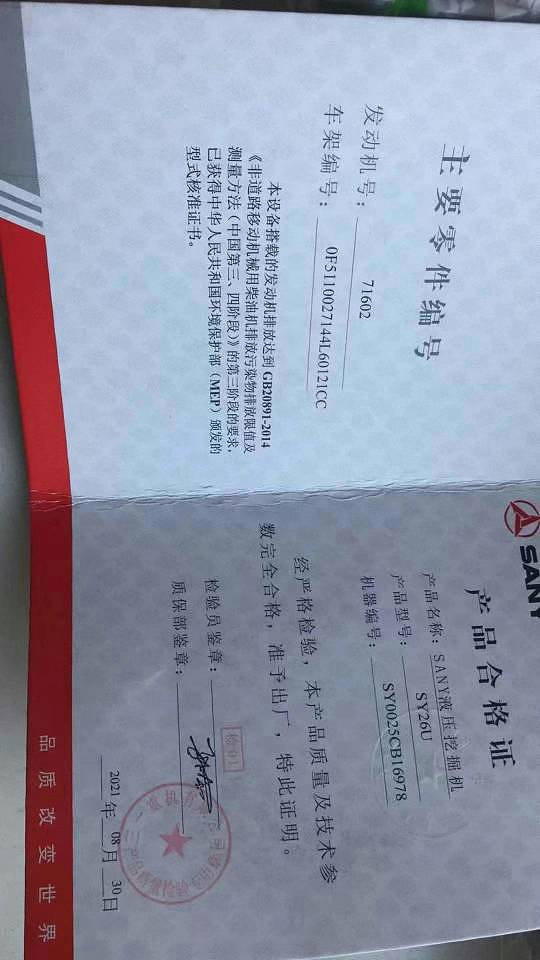 主要零件编号
发动机号： 71602
车架编号： 0F5110027144L60121CC
本设备搭载的发动机排放达到GB20891-2014
《非道路移动机械用柴油机排放污染物排放限值及
测量方法（中国第三、四阶段）》的第三阶段的要求，
已获得中华人民共和国环境保护部（MEP）颁发的
型式核准证书。
SANY
产品合格证
产品名称：SANY液压挖掘机
产品型号： SY26U
机器编号： SY0025CB16978
经严格检验，本产品质量及技术参
数完全合格，准予出厂，特此证明。
检验员鉴章：
检01
质保部鉴章：
2021年 08月 30日
品质改变世界